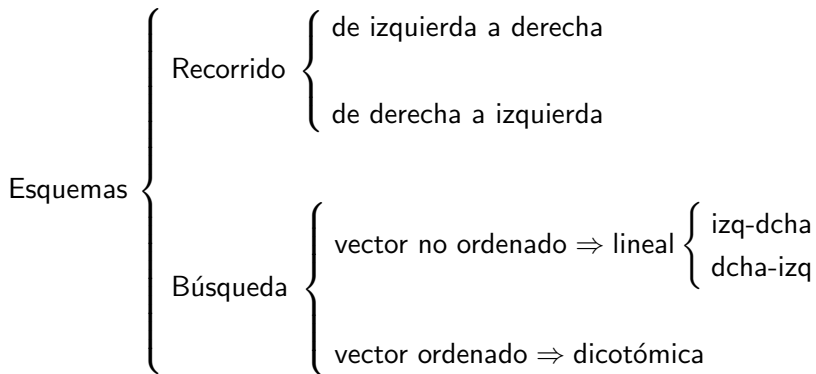 Esquemas
Recorrido
de izquierda a derecha
de derecha a izquierda
Búsqueda
vector no ordenado ⇒ lineal
izq-dcha
dcha-izq
vector ordenado ⇒ dicotómica